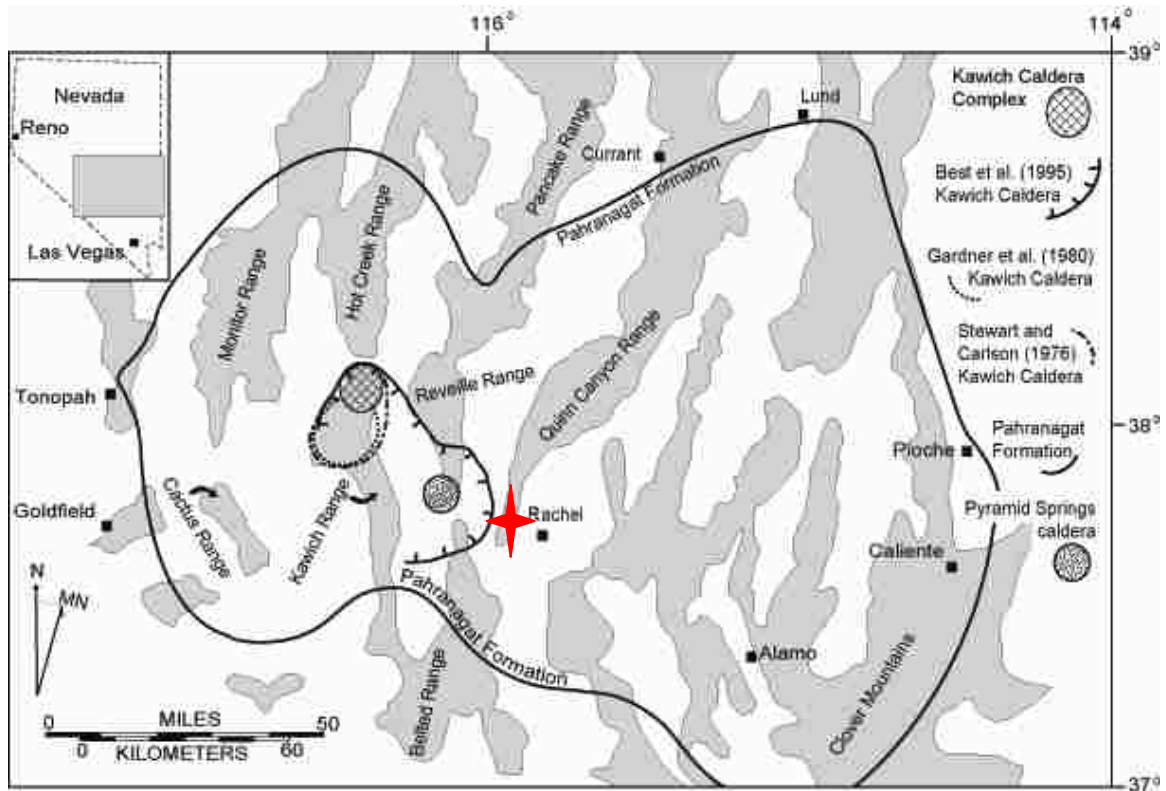 116°
114°
39°
Nevada
Reno
Las Vegas
Kawich Caldera
Complex
Lund
Currant
Pancake Range
Pahranagat Formation
Best et al. (1995)
Kawich Caldera
Hot Creek Range
Monitor Range
Gardner et al. (1980)
Kawich Caldera
Stewart and
Carlson (1976)
Kawich Caldera
Reveille Range
Quinn Canyon Range
Tonopah
38°
Pahranagat
Formation
Pioche
Cactus Range
Goldfield
Kawich Range
Rachel
Pyramid Springs
caldera
Caliente
N
MN
Pahranagat Formation
Alamo
Belted Range
Clover Mountains
0 MILES 50
0 KILOMETERS 60
37°